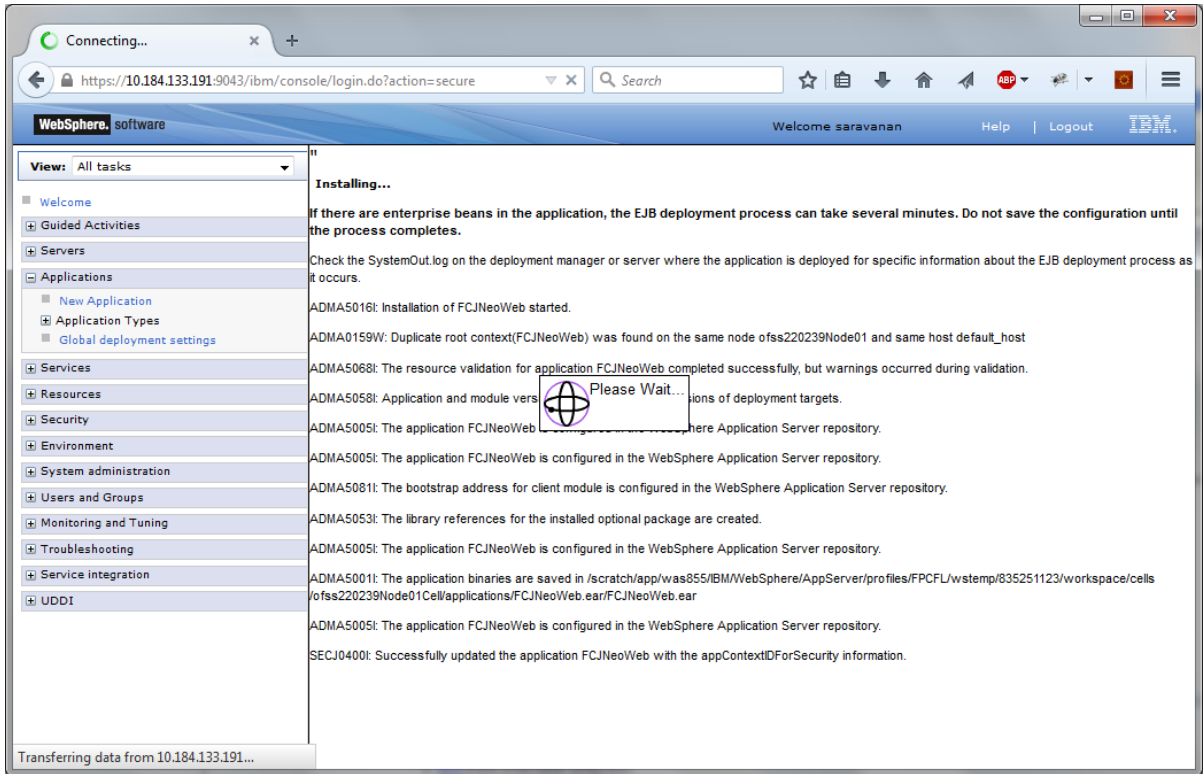 Connecting...
https://10.184.133.191:9043/ibm/console/login.do?action=secure
Search
ABP
WebSphere. software
Welcome saravanan
Help | Logout
IBM.
View: All tasks
Welcome
Guided Activities
Servers
Applications
New Application
Application Types
Global deployment settings
Services
Resources
Security
Environment
System administration
Users and Groups
Monitoring and Tuning
Troubleshooting
Service integration
UDDI
"
Installing...
If there are enterprise beans in the application, the EJB deployment process can take several minutes. Do not save the configuration until
the process completes.
Check the SystemOut.log on the deployment manager or server where the application is deployed for specific information about the EJB deployment process as
it occurs.
ADMA5016I: Installation of FCJNeoWeb started.
ADMA0159W: Duplicate root context(FCJNeoWeb) was found on the same node ofss220239Node01 and same host default_host
ADMA5068I: The resource validation for application FCJNeoWeb completed successfully, but warnings occurred during validation.
Please Wait...
ADMA5058I: Application and module vers sions of deployment targets.
ADMA5005I: The application FCJNeoWeb is configured in the WebSphere Application Server repository.
ADMA5005I: The application FCJNeoWeb is configured in the WebSphere Application Server repository.
ADMA5081I: The bootstrap address for client module is configured in the WebSphere Application Server repository.
ADMA5053I: The library references for the installed optional package are created.
ADMA5005I: The application FCJNeoWeb is configured in the WebSphere Application Server repository.
ADMA5001I: The application binaries are saved in /scratch/app/was855/IBM/WebSphere/AppServer/profiles/FPCFL/wstemp/835251123/workspace/cells
/ofss220239Node01Cell/applications/FCJNeoWeb.ear/FCJNeoWeb.ear
ADMA5005I: The application FCJNeoWeb is configured in the WebSphere Application Server repository.
SECJ0400I: Successfully updated the application FCJNeoWeb with the appContextIDForSecurity information.
Transferring data from 10.184.133.191...